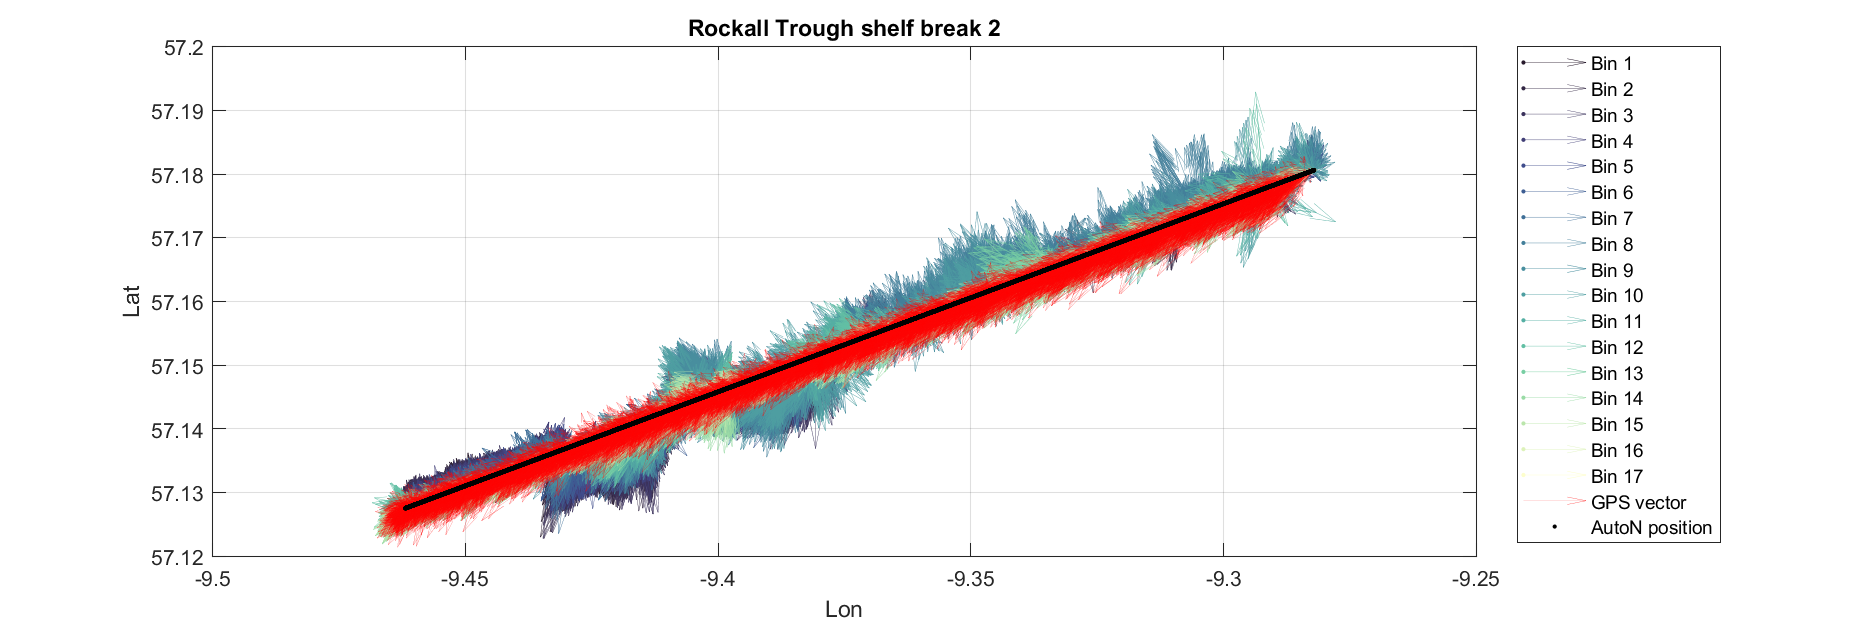 Rockall Trough shelf break 2
57.2
57.19
57.18
57.17
57.16
57.15
57.14
57.13
57.12
Lat
-9.5
-9.45
-9.4
-9.35
-9.3
-9.25
Lon
Bin 1
Bin 2
Bin 3
Bin 4
Bin 5
Bin 6
Bin 7
Bin 8
Bin 9
Bin 10
Bin 11
Bin 12
Bin 13
Bin 14
Bin 15
Bin 16
Bin 17
GPS vector
AutoN position